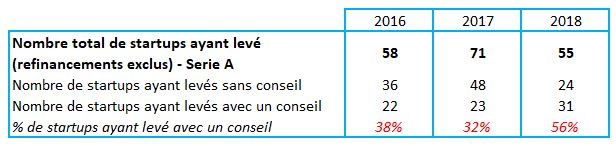 2016 2017 2018
Nombre total de startups ayant levé
(refinancements exclus) - Serie A 58 71 55
Nombre de startups ayant levés sans conseil 36 48 24
Nombre de startups ayant levés avec un conseil 22 23 31
% de startups ayant levé avec un conseil 38% 32% 56%